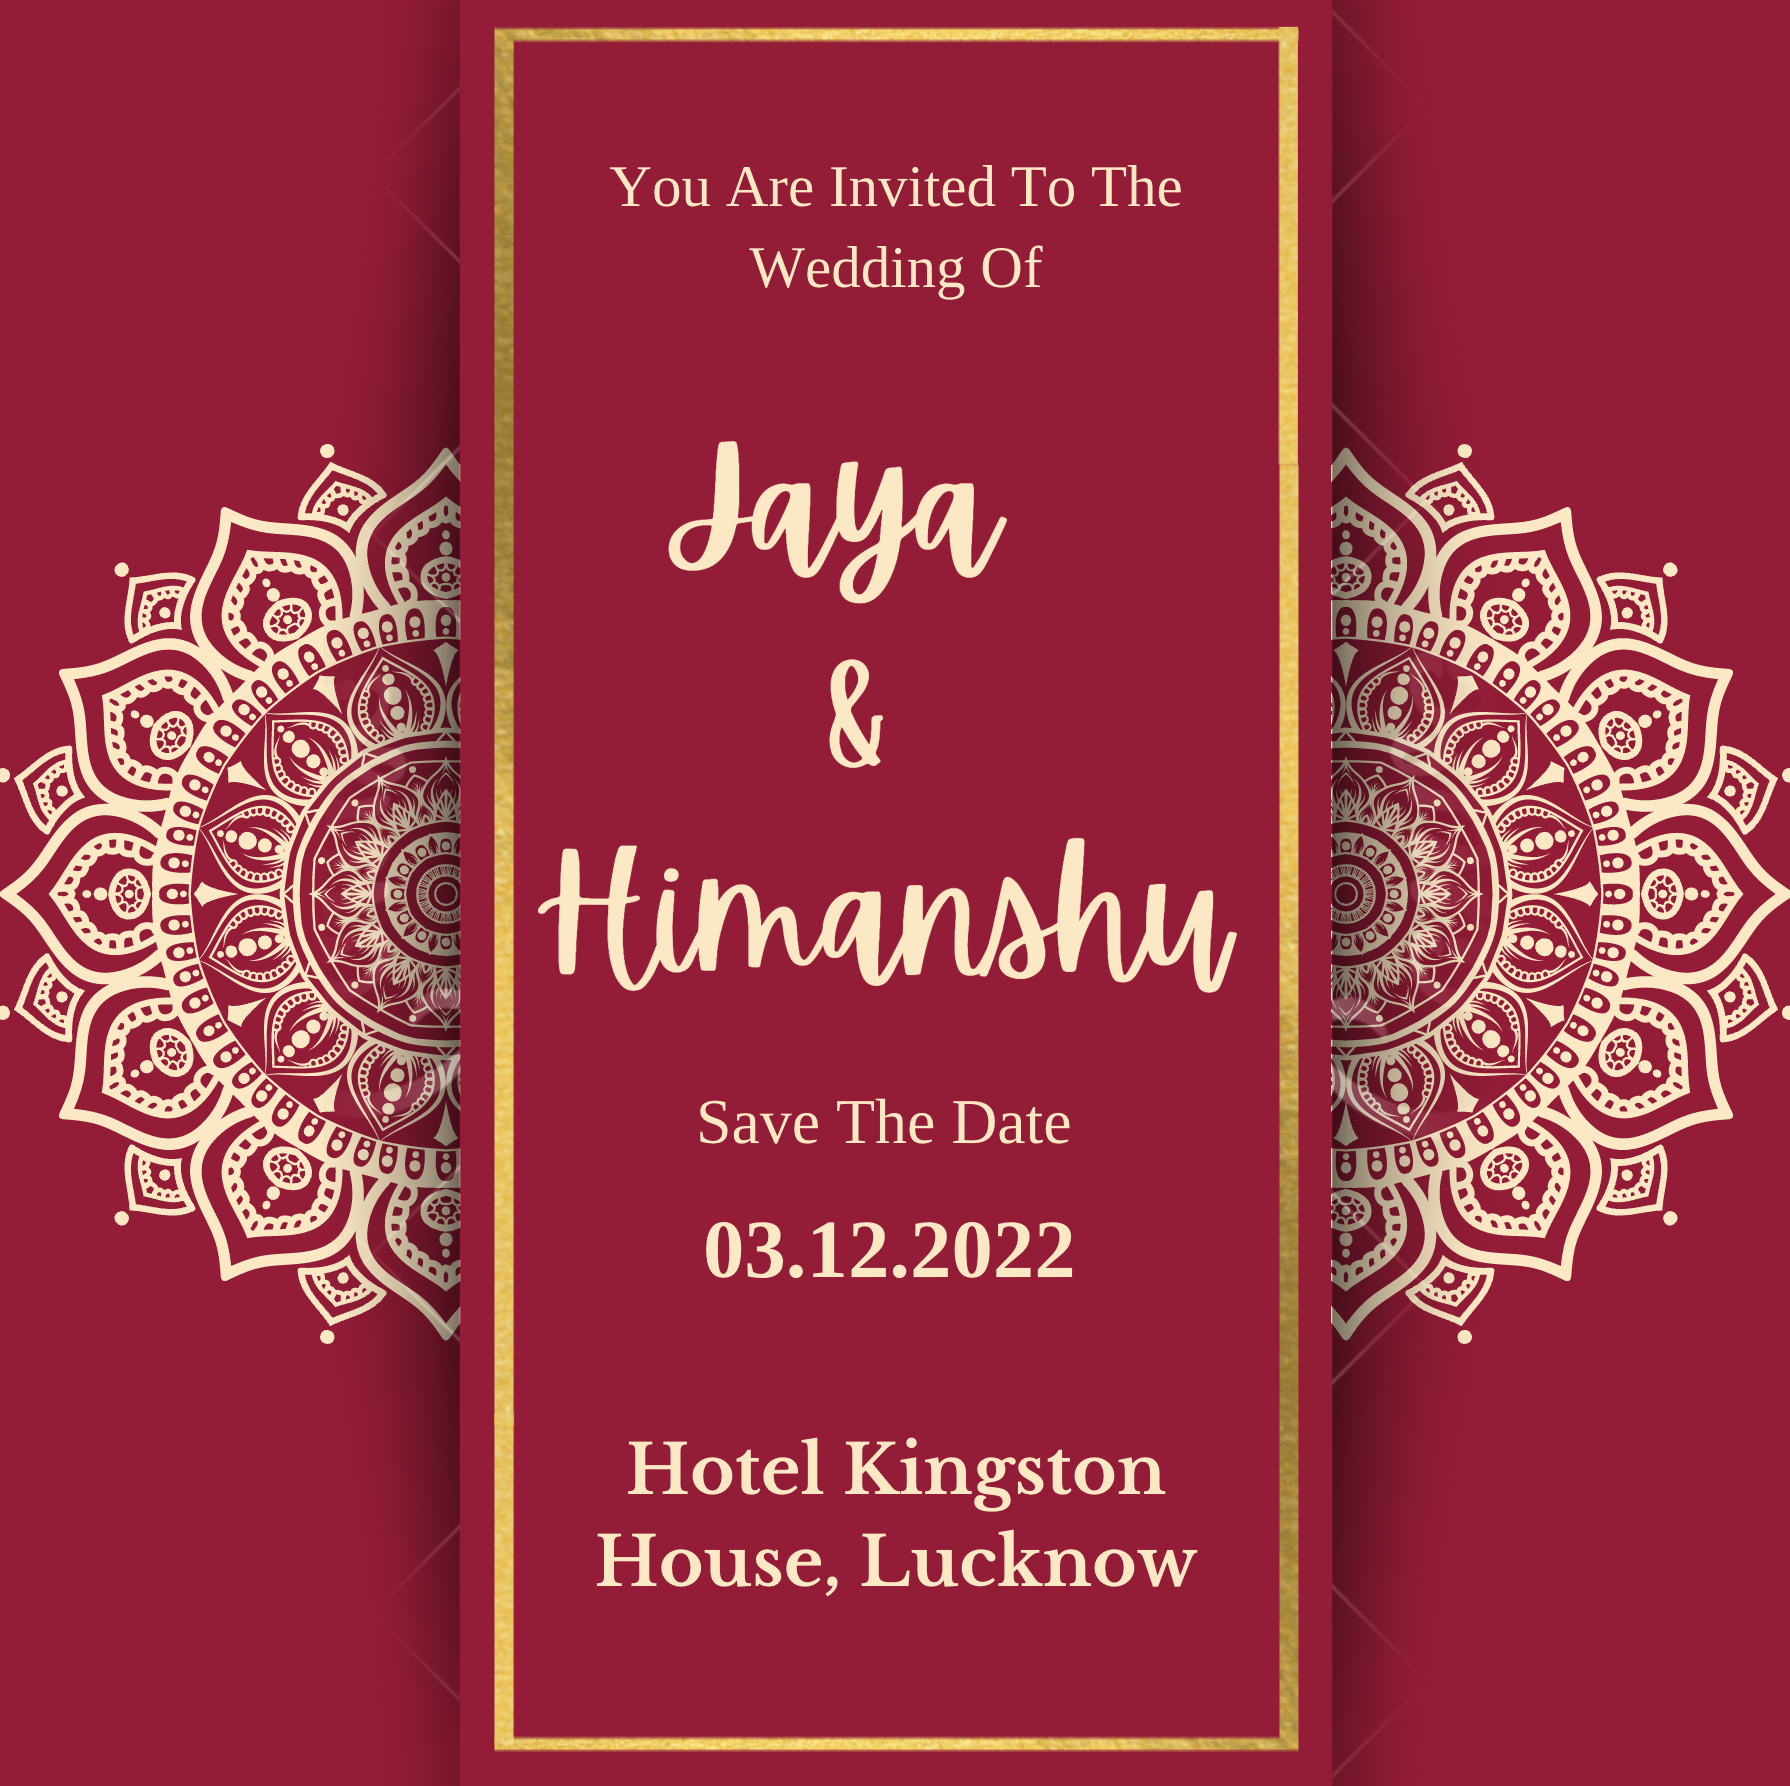 You Are Invited To The
Wedding Of
Jaya
&
Himanshu
Save The Date
03.12.2022
Hotel Kingston
House, Lucknow